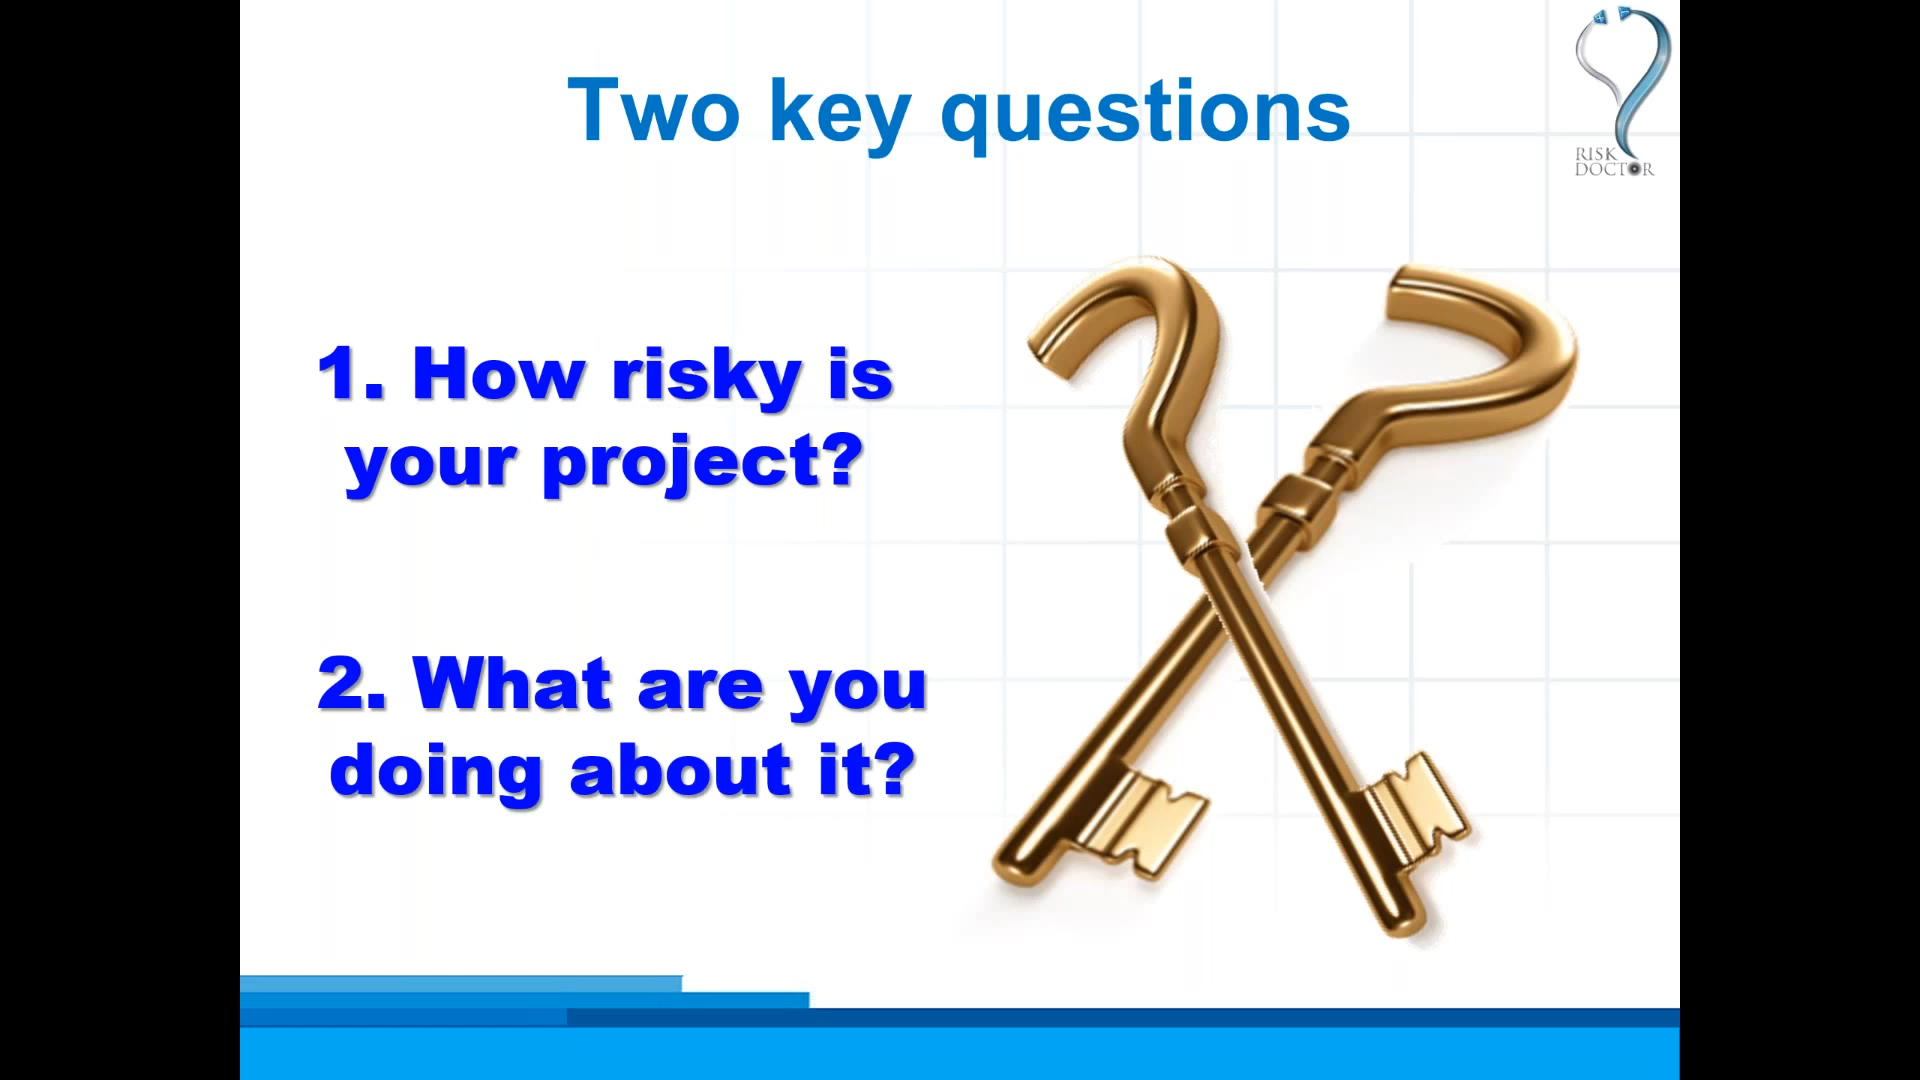 Two key questions
RISK
DOCTOR
1. How risky is
your project?
2. What are you
doing about it?